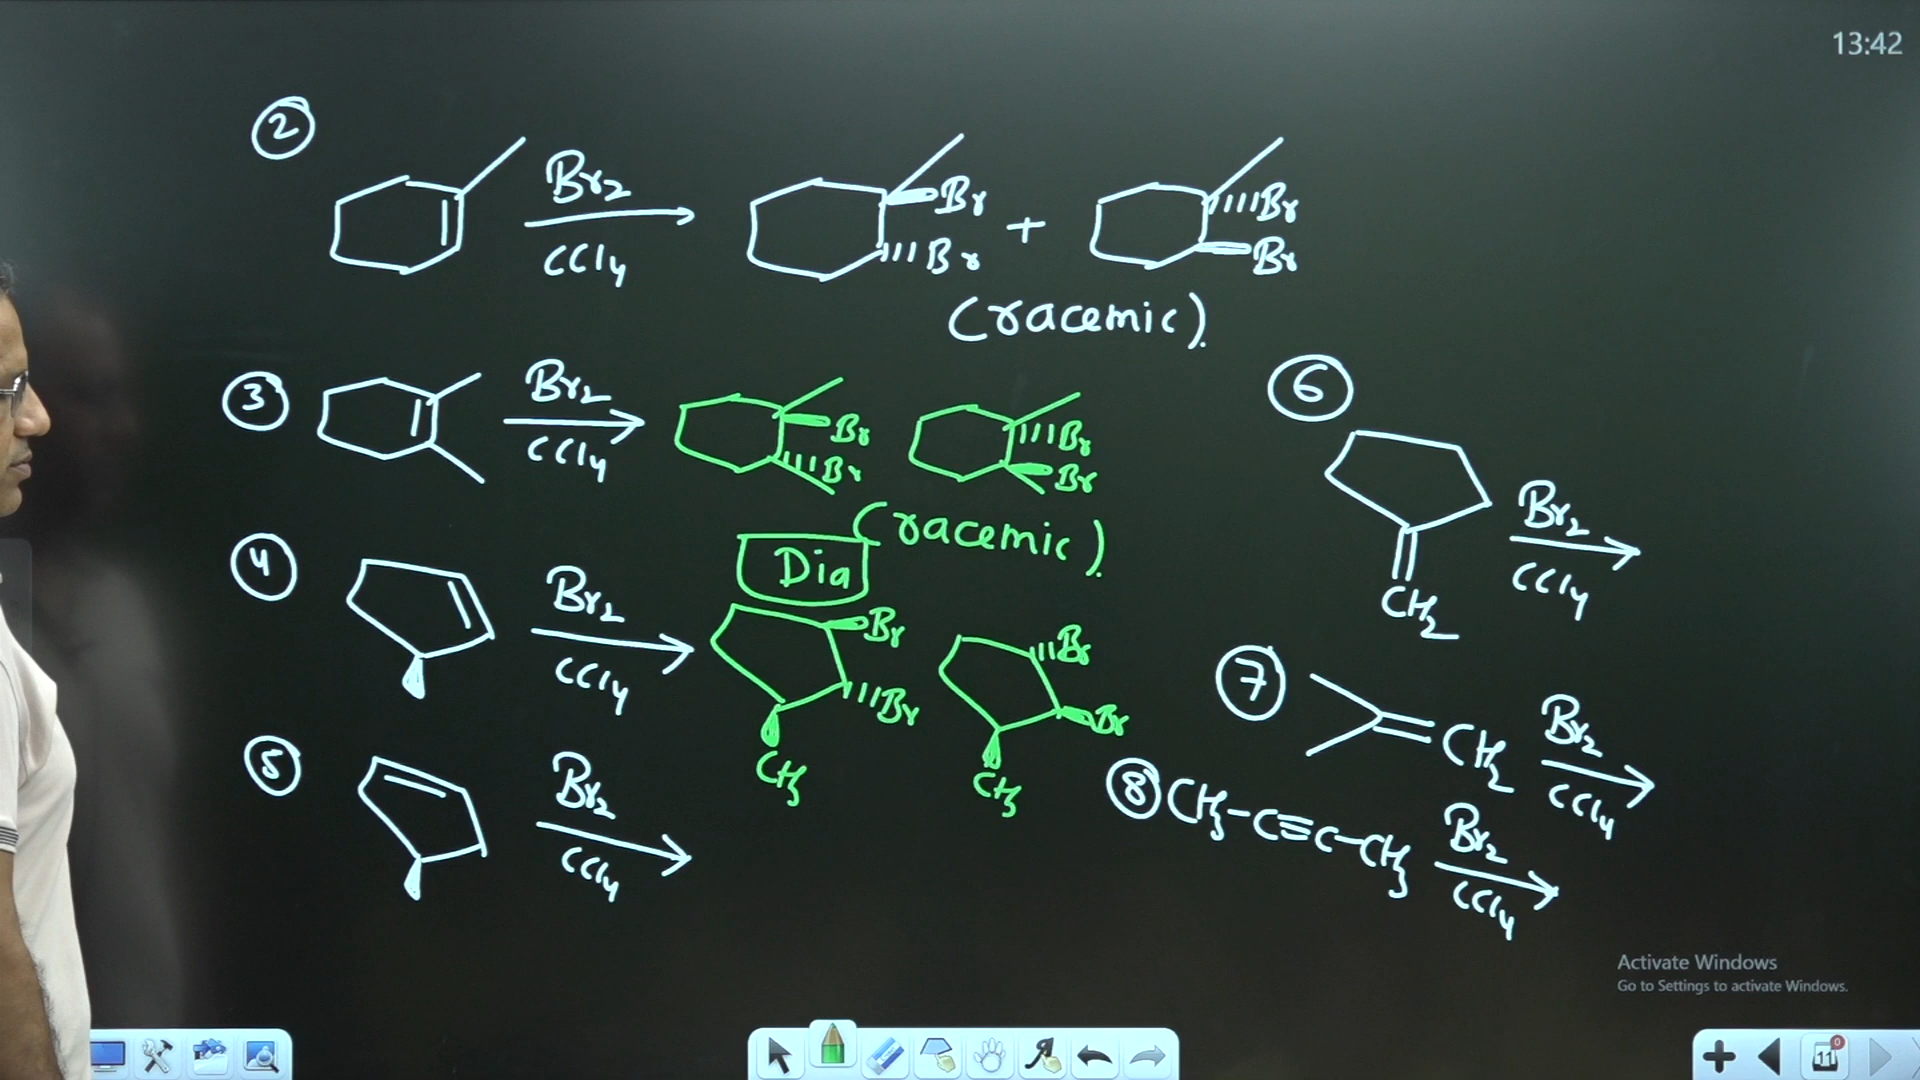 13:42
②
Br2
CCl4
Br
Br
+
Br
Br
(racemic).
③
Br2
CCl4
Br
Br
Br
Br
(racemic).
④
Br2
CCl4
Dia
Br
Br
CH3
Br
Br
CH3
⑤
Br2
CCl4
⑥
CH2
Br2
CCl4
⑦
CH2
Br2
CCl4
⑧ CH3-C≡C-CH3
Br2
CCl4
Activate Windows
Go to Settings to activate Windows.
11
0